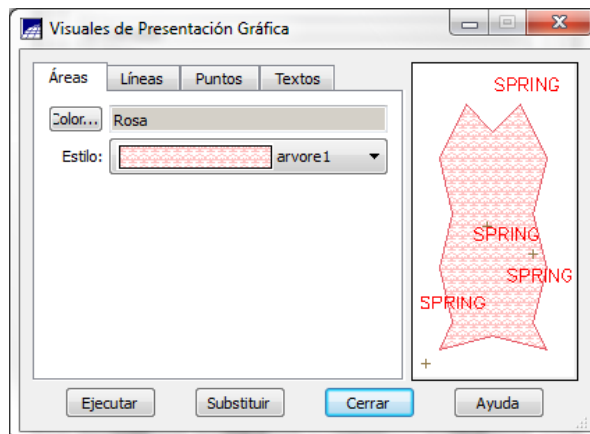 Visuales de Presentación Gráfica
Áreas Líneas Puntos Textos
Color... Rosa
Estilo: arvore1
SPRING
SPRING
SPRING
SPRING
Ejecutar Substituir Cerrar Ayuda